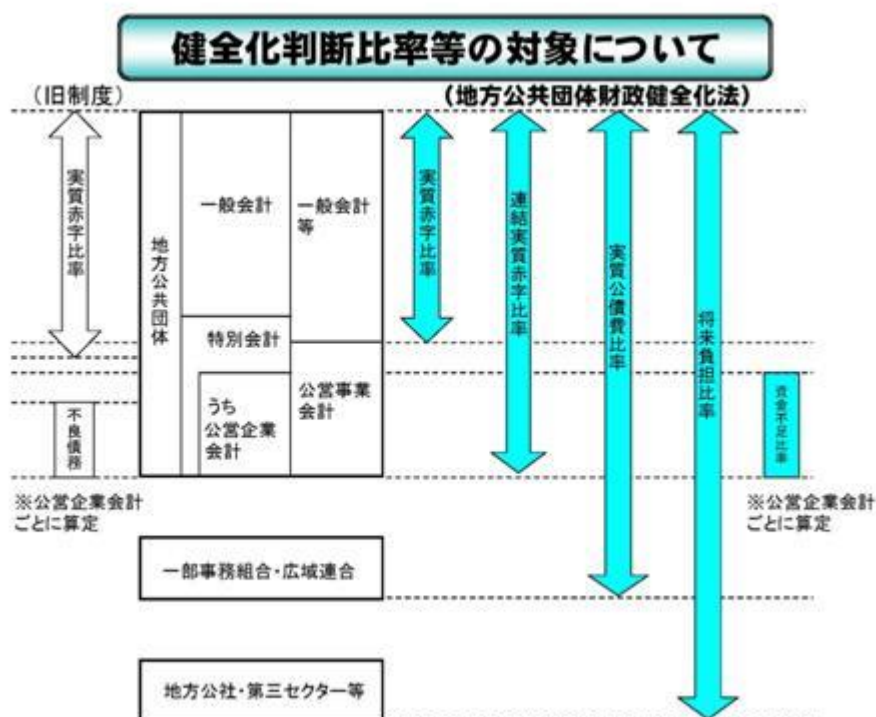 健全化判断比率等の対象について
（旧制度）
（地方公共団体財政健全化法）
実質赤字比率
地方公共団体
一般会計
一般会計
等
特別会計
うち
公営企業
会計
公営事業
会計
実質赤字比率
連結実質赤字比率
実質公債費比率
将来負担比率
不良債務
資金不足比率
※公営企業会計
ごとに算定
※公営企業会計
ごとに算定
一部事務組合・広域連合
地方公社・第三セクター等